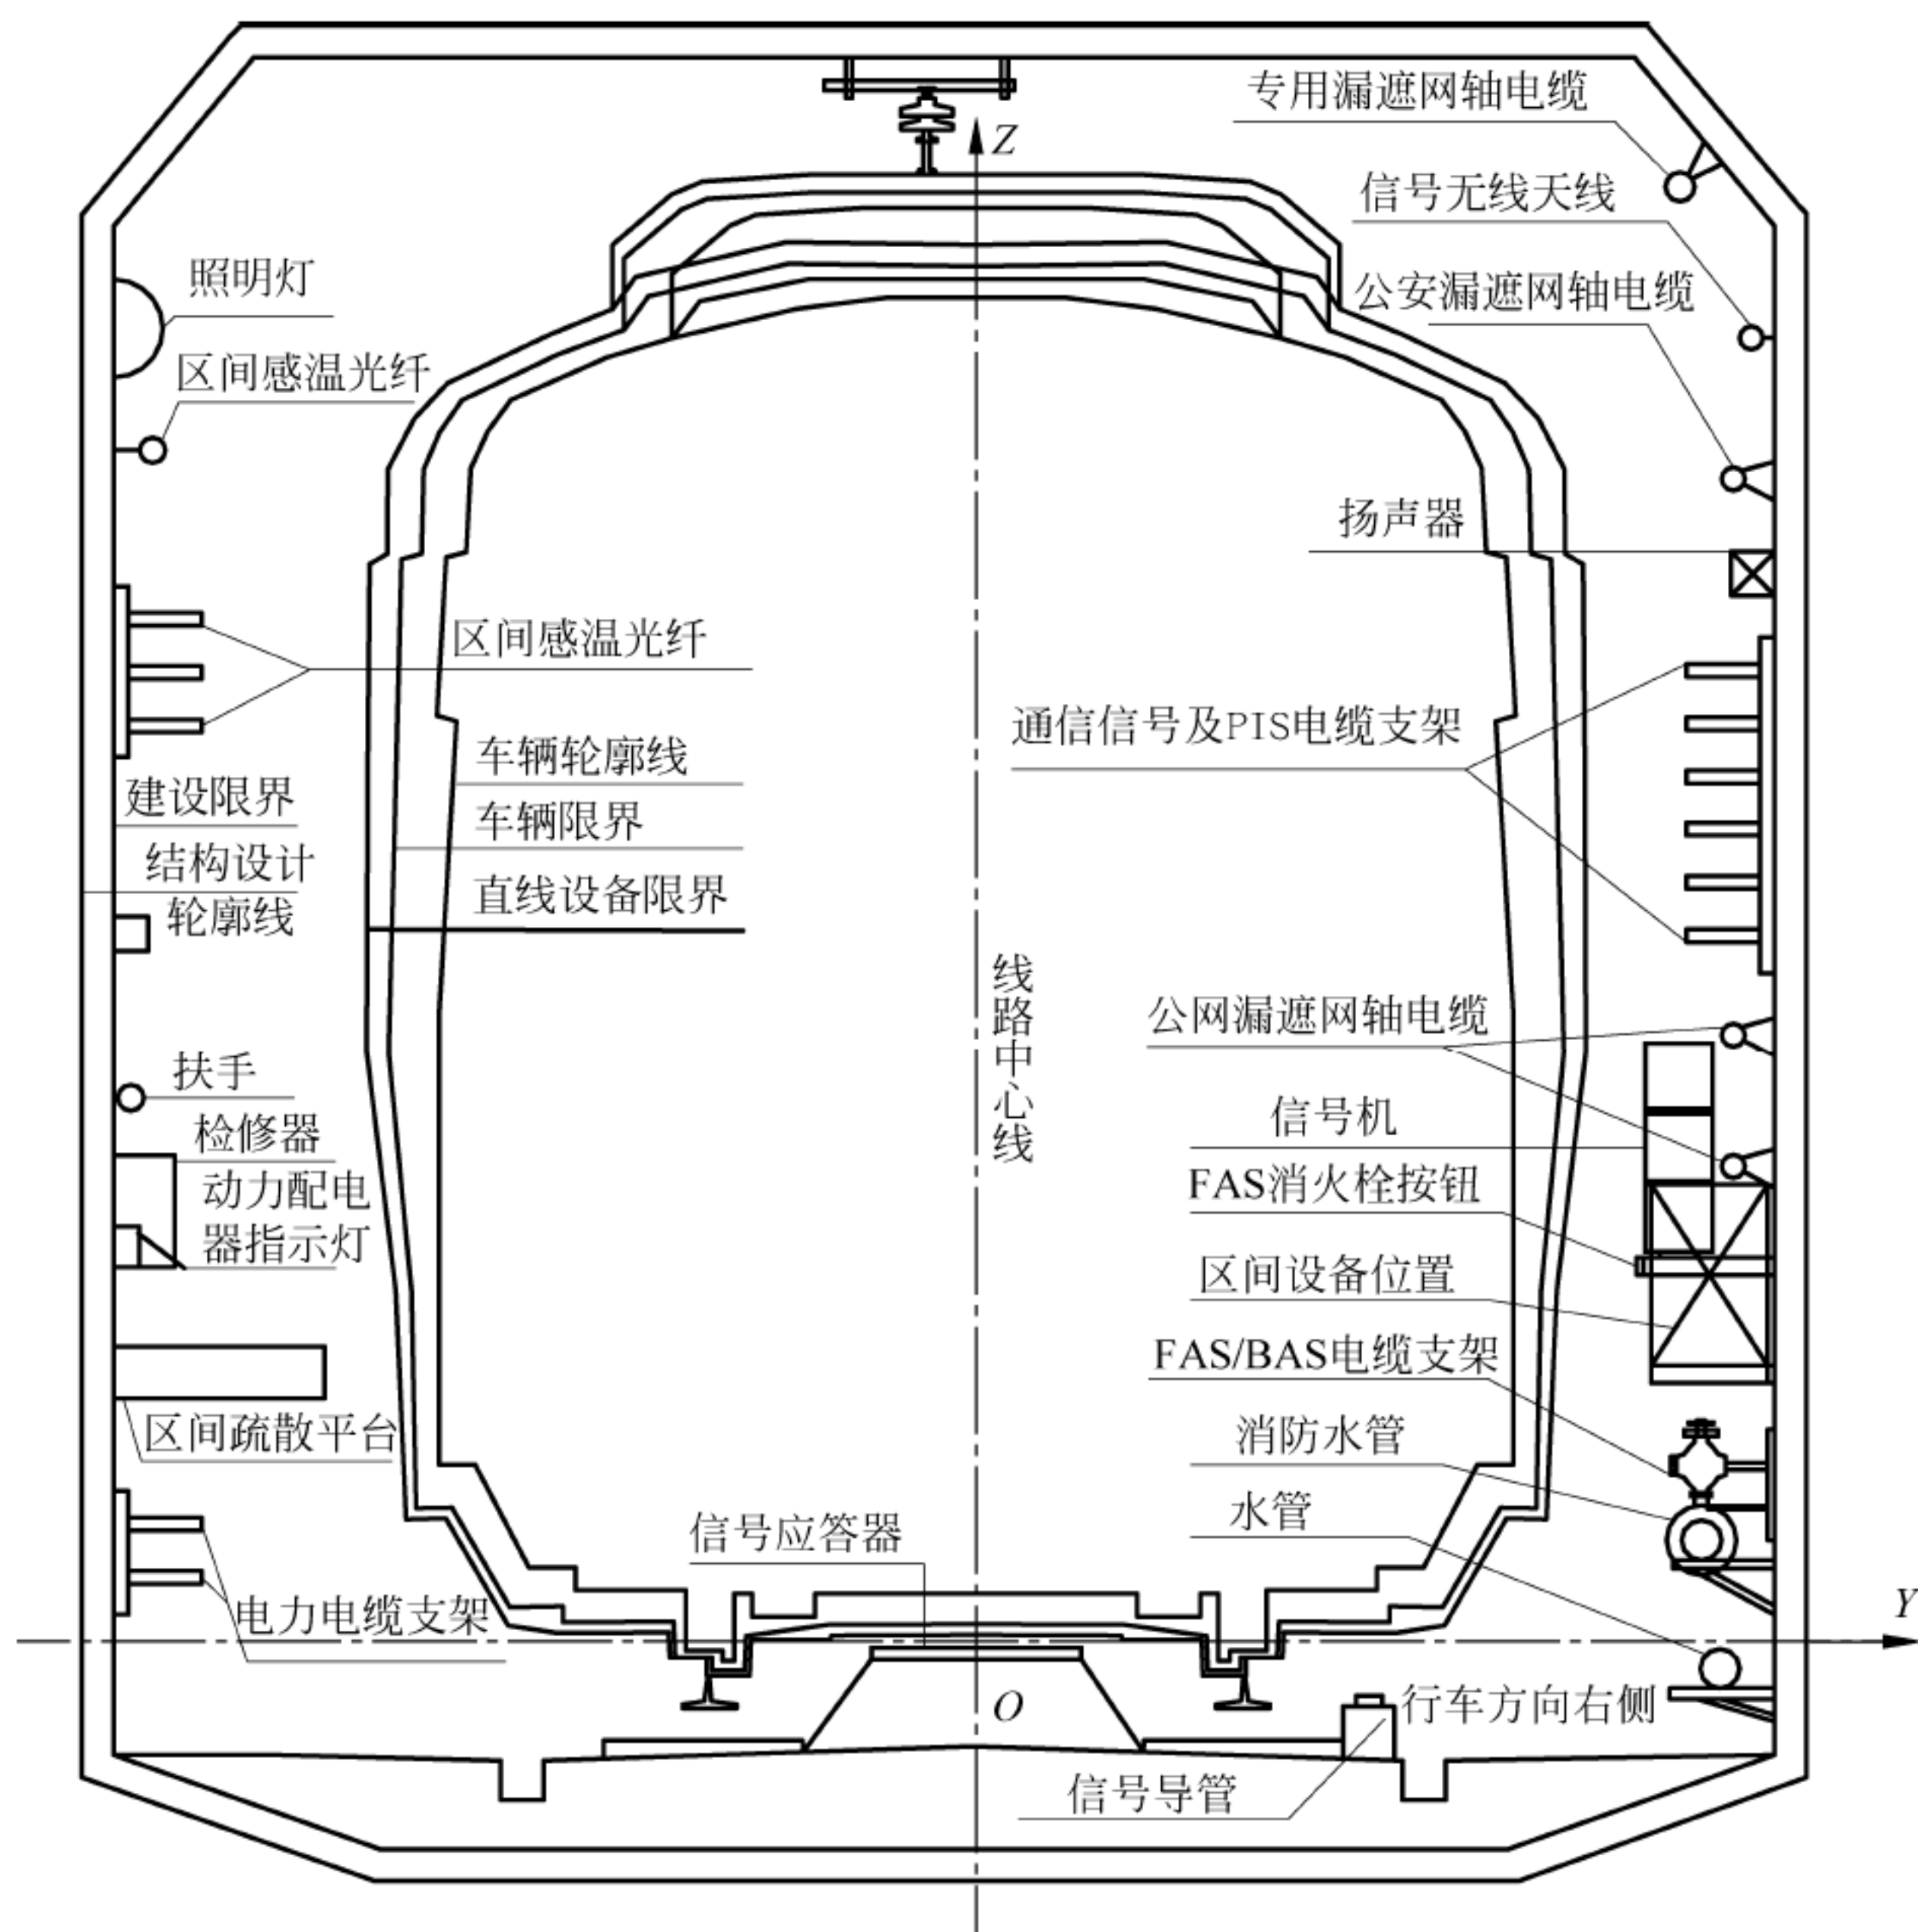 专用漏遮网轴电缆
Z
信号无线天线
照明灯
公安漏遮网轴电缆
区间感温光纤
扬声器
区间感温光纤
通信信号及PIS电缆支架
车辆轮廓线
建设限界
车辆限界
结构设计
轮廓线
直线设备限界
线路中心线
公网漏遮网轴电缆
扶手
信号机
检修器
FAS消火栓按钮
动力配电
器指示灯
区间设备位置
FAS/BAS电缆支架
区间疏散平台
消防水管
水管
信号应答器
电力电缆支架
Y
O
行车方向右侧
信号导管